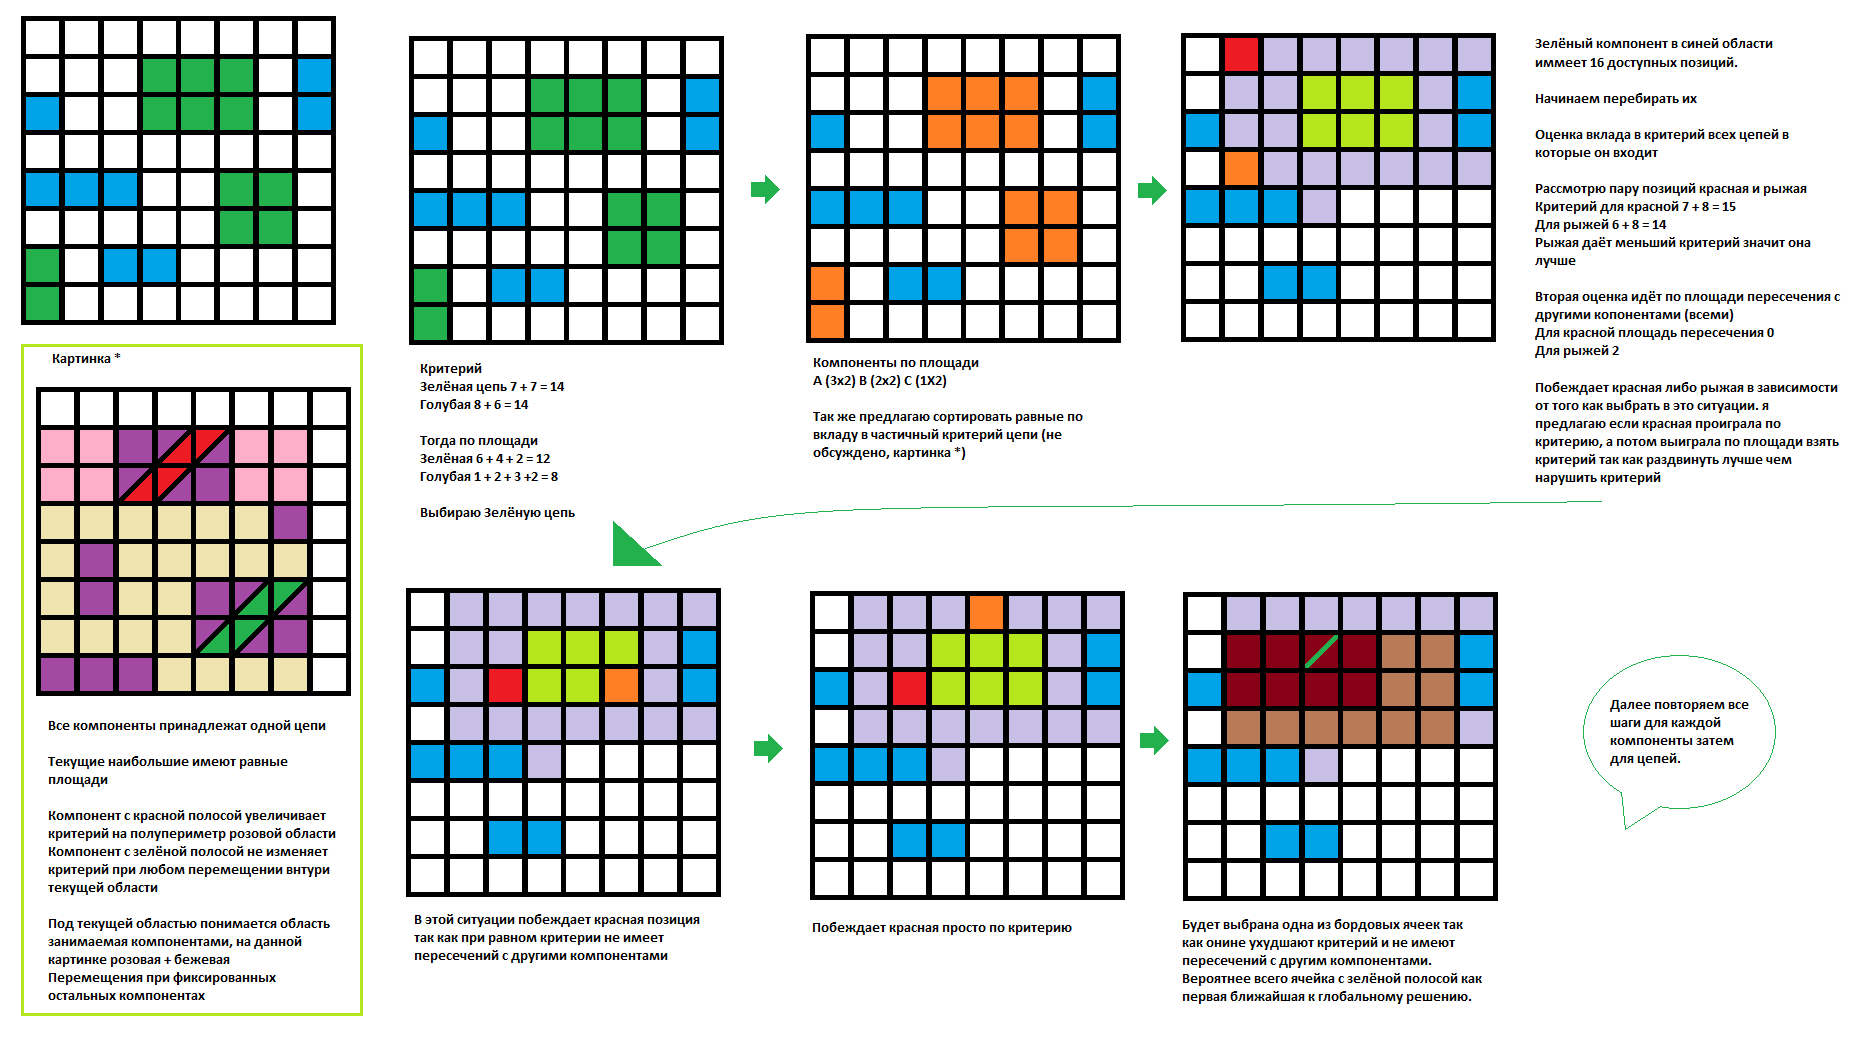 Картинка *
Все компоненты принадлежат одной цепи
Текущие наибольшие имеют равные
площади
Компонент с красной полосой увеличивает
критерий на полупериметр розовой области
Компонент с зелёной полосой не изменяет
критерий при любом перемещении внтури
текущей области
Под текущей областью понимается область
занимаемая компонентами, на данной
картинке розовая + бежевая
Перемещения при фиксированных
остальных компонентах
Критерий
Зелёная цепь 7 + 7 = 14
Голубая 8 + 6 = 14
Тогда по площади
Зелёная 6 + 4 + 2 = 12
Голубая 1 + 2 + 3 +2 = 8
Выбираю Зелёную цепь
Компоненты по площади
А (3х2) В (2х2) С (1Х2)
Так же предлагаю сортировать равные по
вкладу в частичный критерий цепи (не
обсуждено, картинка *)
Зелёный компонент в синей области
иммеет 16 доступных позиций.
Начинаем перебирать их
Оценка вклада в критерий всех цепей в
которые он входит
Рассмотрю пару позиций красная и рыжая
Критерий для красной 7 + 8 = 15
Для рыжей 6 + 8 = 14
Рыжая даёт меньший критерий значит она
лучше
Вторая оценка идёт по площади пересечения с
другими копонентами (всеми)
Для красной площадь пересечения 0
Для рыжей 2
Побеждает красная либо рыжая в зависимости
от того как выбрать в это ситуации. я
предлагаю если красная проиграла по
критерию, а потом выиграла по площади взять
критерий так как раздвинуть лучше чем
нарушить критерий
В этой ситуации побеждает красная позиция
так как при равном критерии не имеет
пересечений с другими компонентами
Побеждает красная просто по критерию
Будет выбрана одна из бордовых ячеек так
как онине ухудшают критерий и не имеют
пересечений с другим компонентами.
Вероятнее всего ячейка с зелёной полосой как
первая ближайшая к глобальному решению.
Далее повторяем все
шаги для каждой
компоненты затем
для цепей.